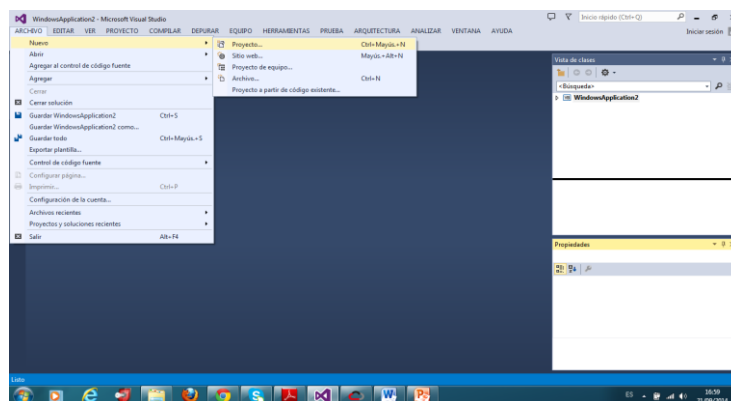 WindowsApplication2 - Microsoft Visual Studio
Inicio rápido (Ctrl+Q)
ARCHIVO EDITAR VER PROYECTO COMPILAR DEPURAR EQUIPO HERRAMIENTAS PRUEBA ARQUITECTURA ANALIZAR VENTANA AYUDA
Iniciar sesión
Nuevo
Abrir
Agregar al control de código fuente
Agregar
Cerrar
Cerrar solución
Guardar WindowsApplication2 Ctrl+S
Guardar WindowsApplication2 como...
Guardar todo Ctrl+Mayús.+S
Exportar plantilla...
Control de código fuente
Configurar página...
Imprimir... Ctrl+P
Configuración de la cuenta...
Archivos recientes
Proyectos y soluciones recientes
Salir Alt+F4
Proyecto... Ctrl+Mayús.+N
Sitio web... Mayús.+Alt+N
Proyecto de equipo...
Archivo... Ctrl+N
Proyecto a partir de código existente...
Vista de clases
<Búsqueda>
WindowsApplication2
Propiedades
Listo
ES
16:59